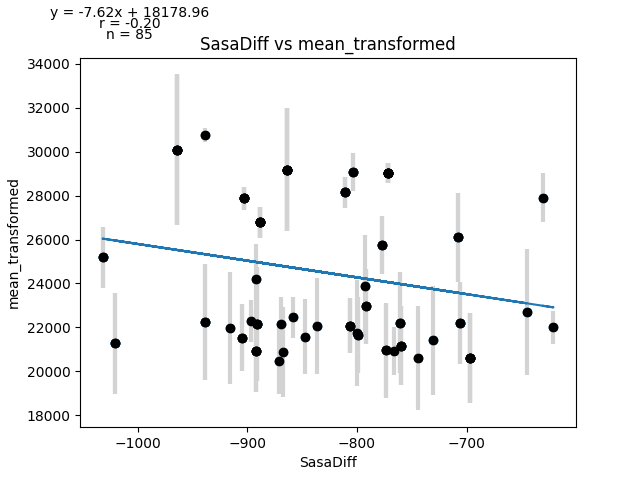 y = -7.62x + 18178.96
r = -0.20
n = 85
SasaDiff vs mean_transformed
34000
32000
30000
28000
26000
24000
22000
20000
18000
mean_transformed
−1000
−900
−800
−700
SasaDiff